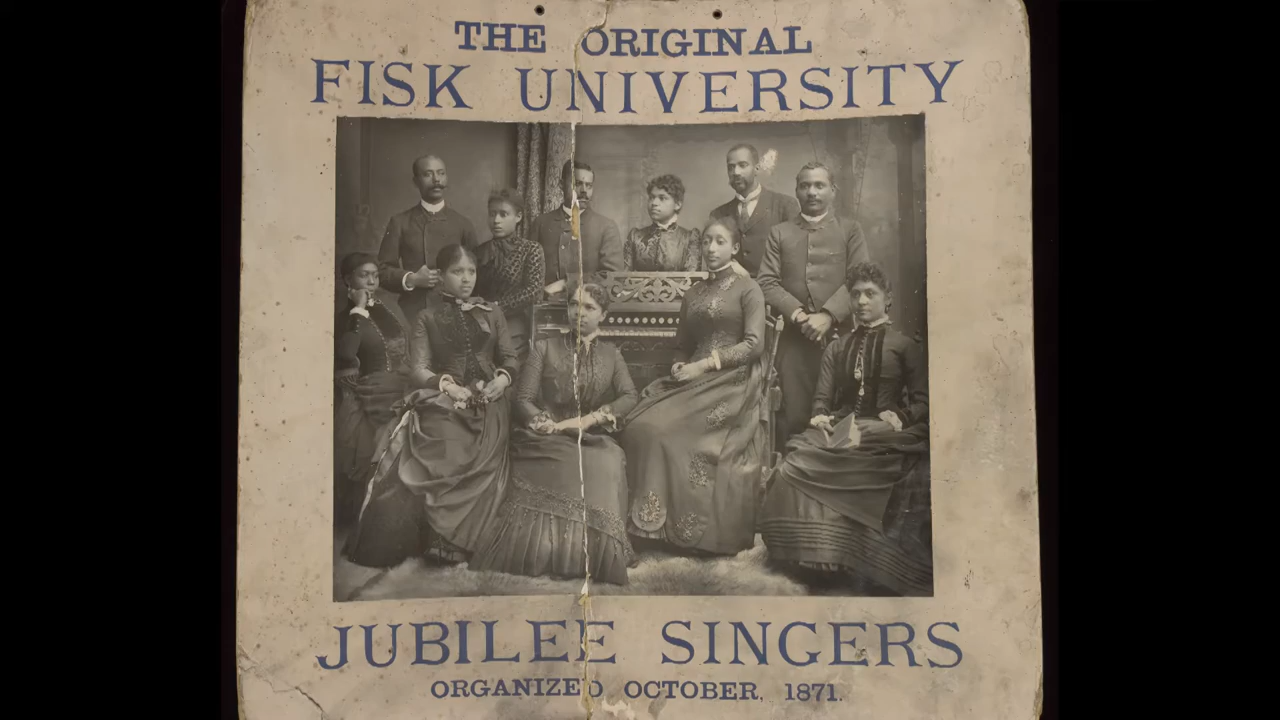 THE ORIGINAL
FISK UNIVERSITY
JUBILEE SINGERS
ORGANIZED OCTOBER, 1871.